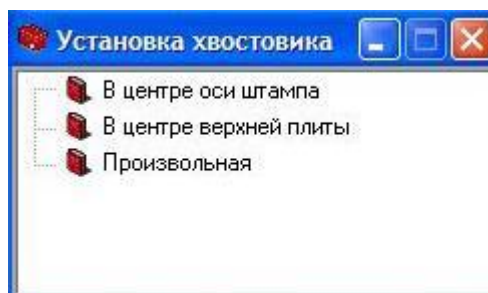 Установка хвостовика
В центре оси штампа
В центре верхней плиты
Произвольная